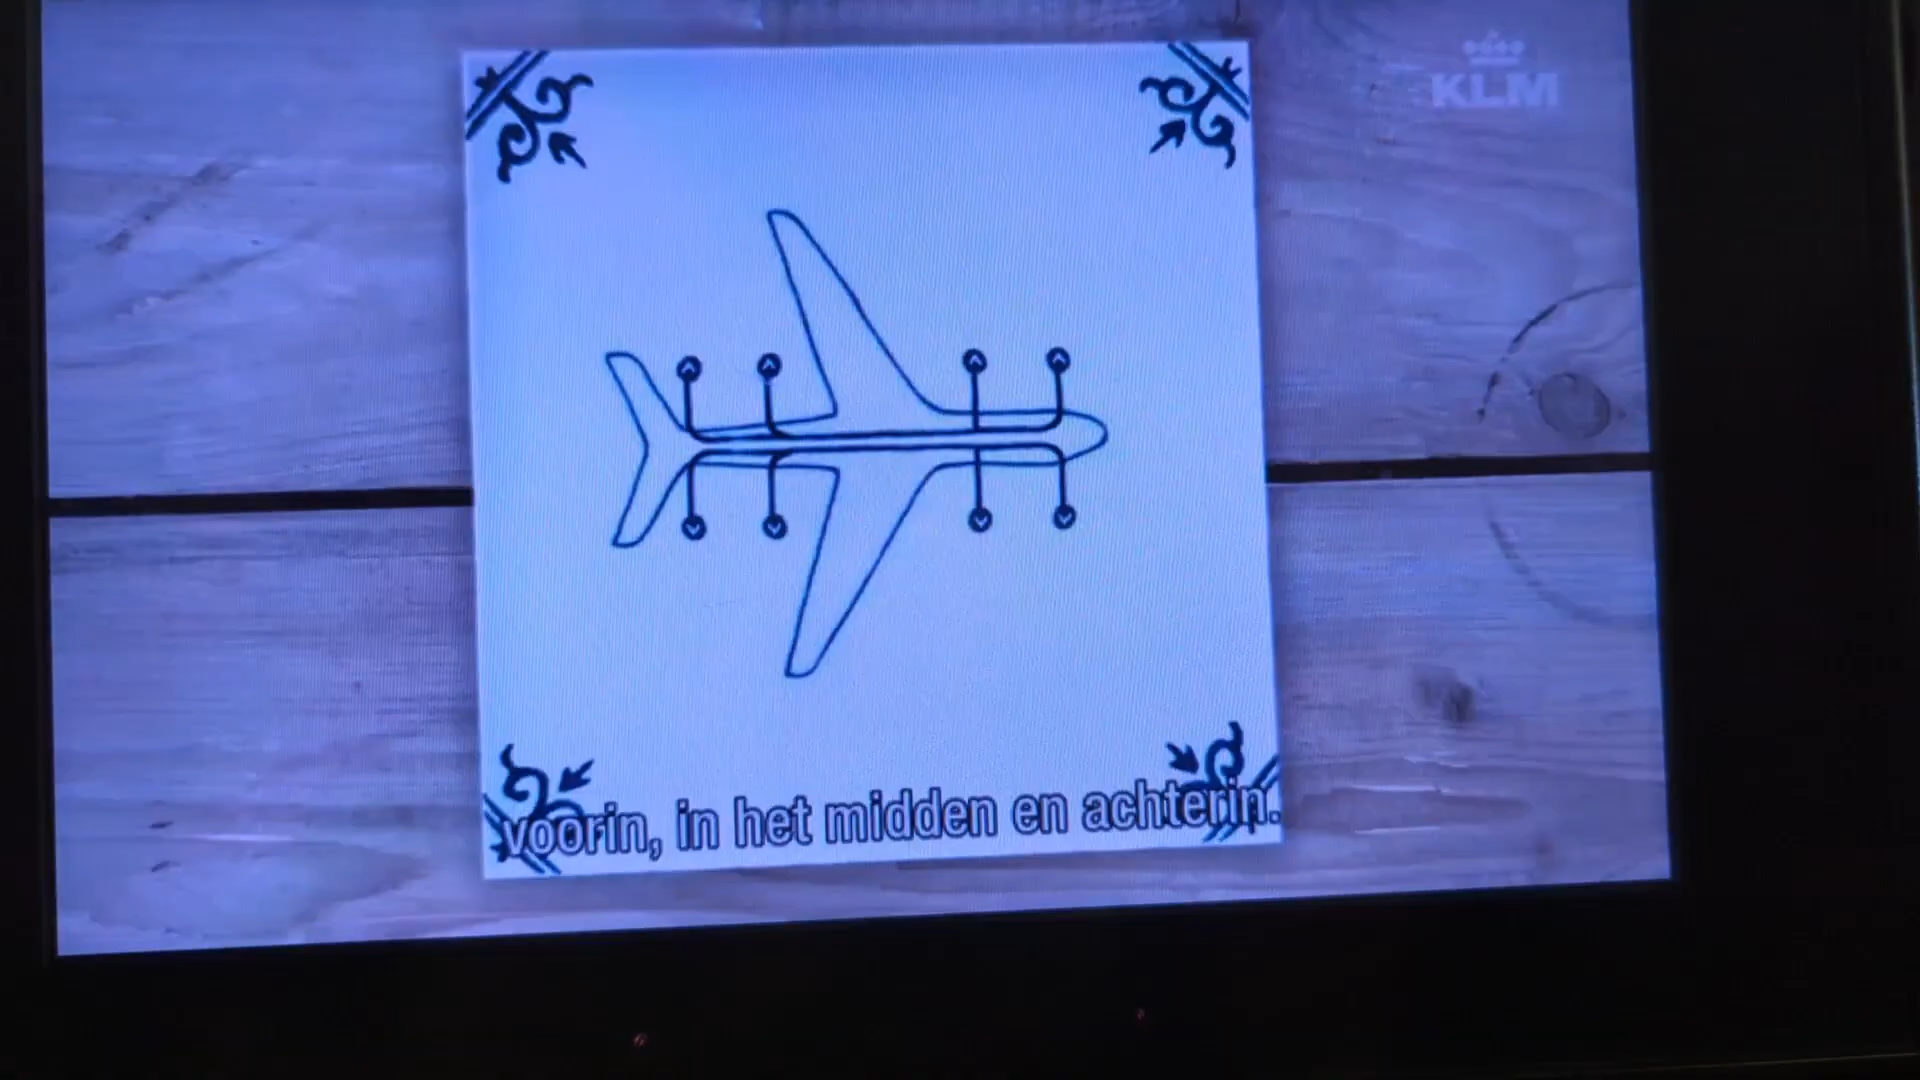 KLM
voorin, in het midden en achterin.